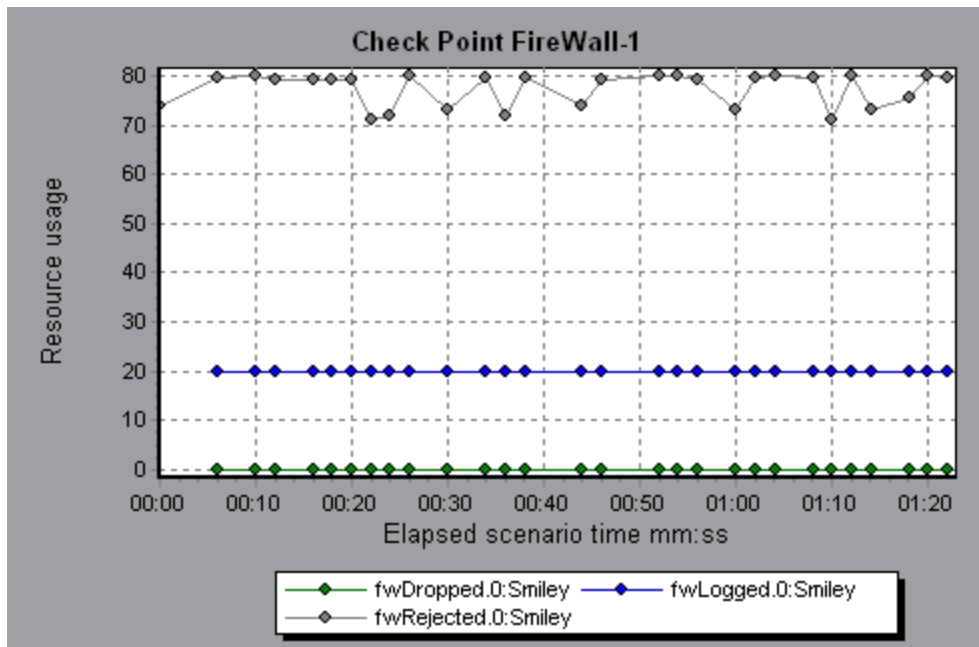 Check Point FireWall-1
80
70
60
50
40
30
20
10
0
Resource usage
00:00 00:10 00:20 00:30 00:40 00:50 01:00 01:10 01:20
Elapsed scenario time mm:ss
fwDropped.0:Smiley fwLogged.0:Smiley
fwRejected.0:Smiley